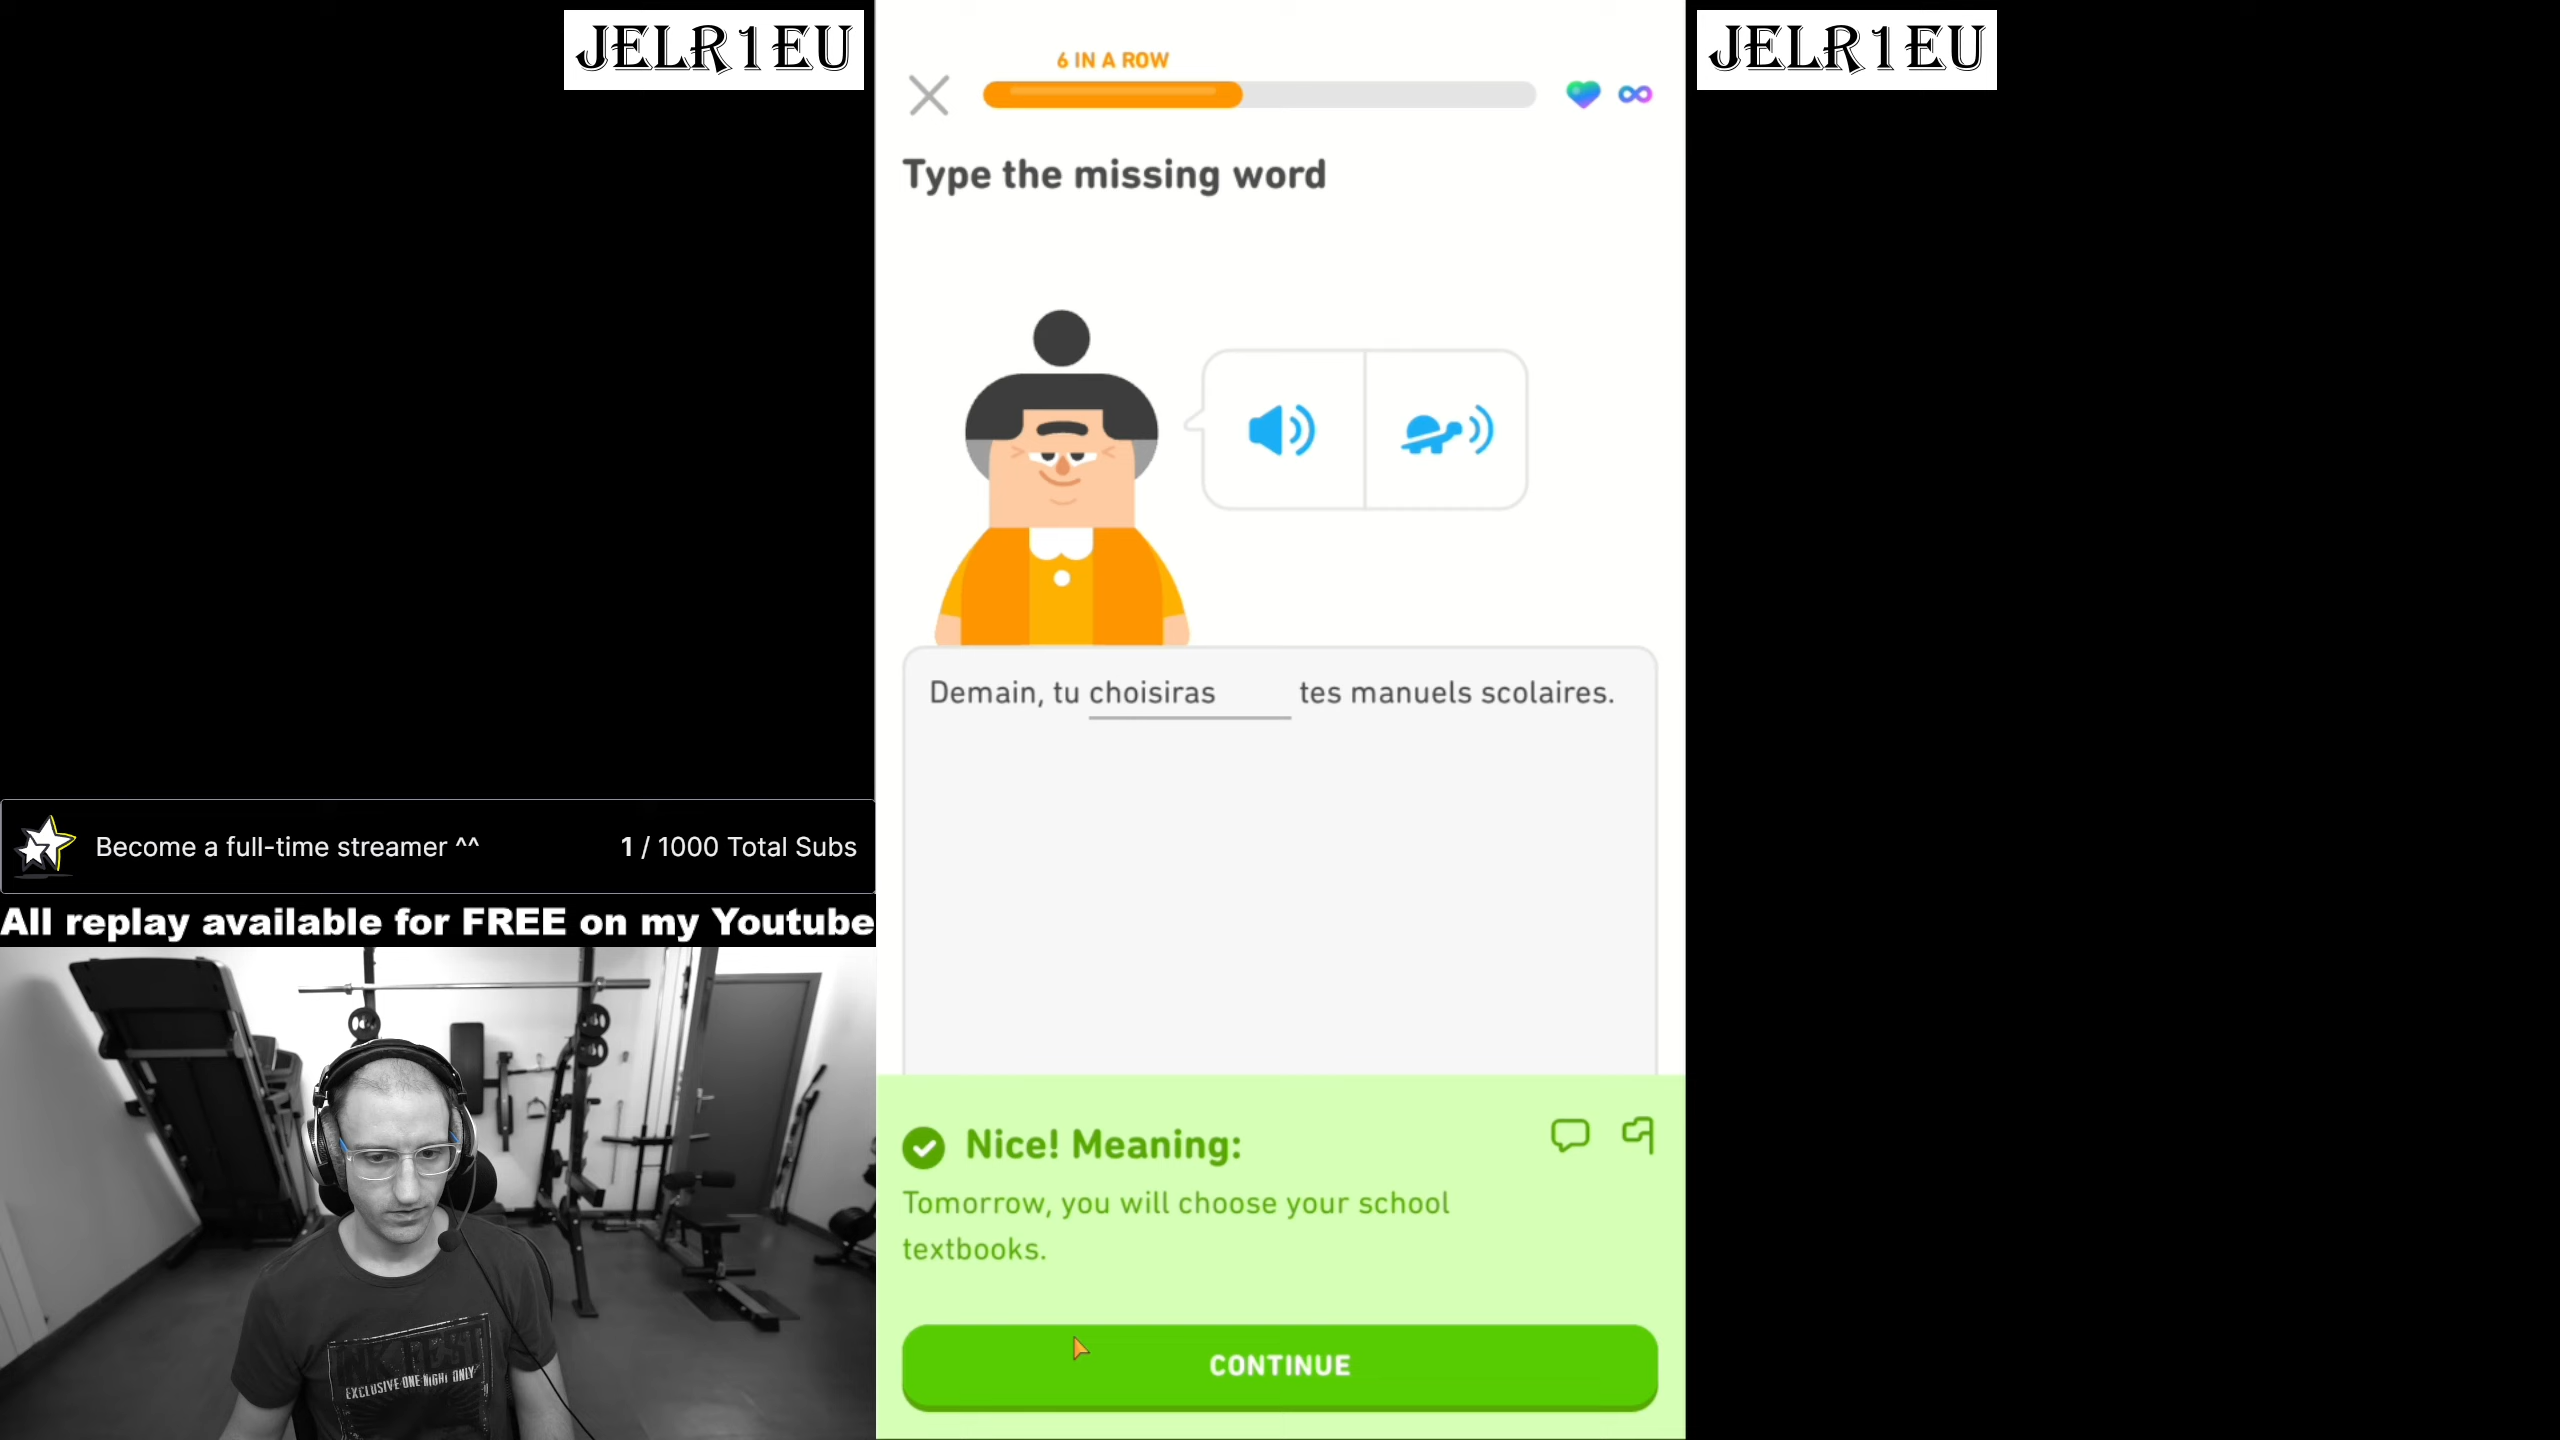 JELR1EU
JELR1EU
6 IN A ROW
Type the missing word
Demain, tu choisiras tes manuels scolaires.
Become a full-time streamer ^^ 1 / 1000 Total Subs
All replay available for FREE on my Youtube
EXCLUSIVE ONE NIGHT ONLY
Nice! Meaning:
Tomorrow, you will choose your school
textbooks.
CONTINUE